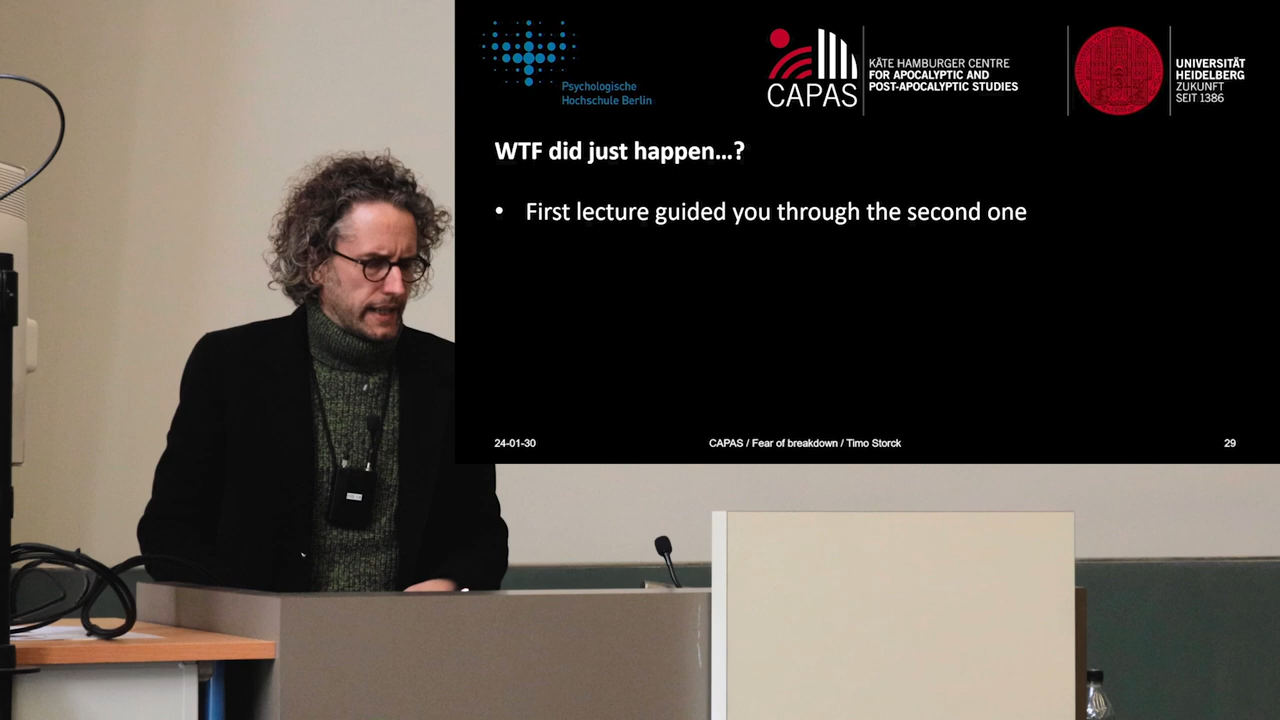 Psychologische
Hochschule Berlin
CAPAS
KÄTE HAMBURGER CENTRE
FOR APOCALYPTIC AND
POST-APOCALYPTIC STUDIES
UNIVERSITÄT
HEIDELBERG
ZUKUNFT
SEIT 1386
WTF did just happen...?
• First lecture guided you through the second one
24-01-30
CAPAS / Fear of breakdown / Timo Storck
29